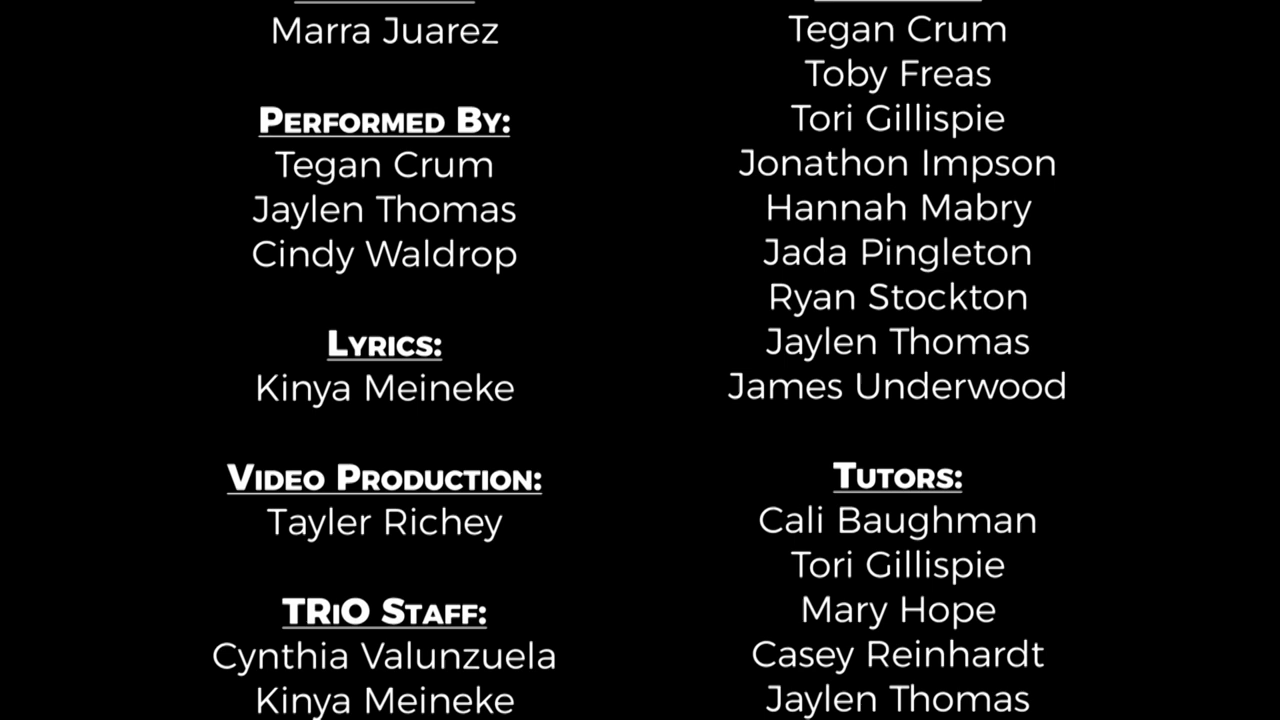 Marra Juarez
PERFORMED BY:
Tegan Crum
Jaylen Thomas
Cindy Waldrop
LYRICS:
Kinya Meineke
VIDEO PRODUCTION:
Tayler Richey
TRiO STAFF:
Cynthia Valunzuela
Kinya Meineke
Tegan Crum
Toby Freas
Tori Gillispie
Jonathon Impson
Hannah Mabry
Jada Pingleton
Ryan Stockton
Jaylen Thomas
James Underwood
TUTORS:
Cali Baughman
Tori Gillispie
Mary Hope
Casey Reinhardt
Jaylen Thomas